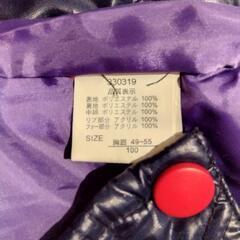 330319
品質表示
表地 ポリエステル 100%
裏地 ポリエステル 100%
中綿 ポリエステル 100%
リブ部分 アクリル 100%
ファー部分 アクリル 100%
SIZE 胸囲 49-55
100